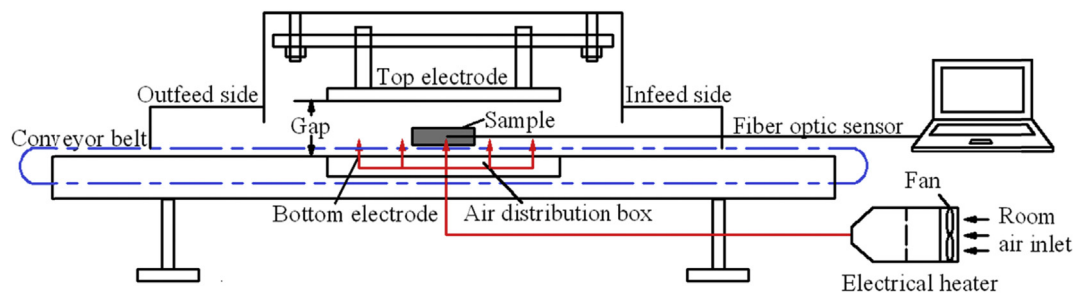 Top electrode
Outfeed side
Infeed side
Gap
Sample
Conveyor belt
Fiber optic sensor
Fan
Bottom electrode
Air distribution box
Room
air inlet
Electrical heater